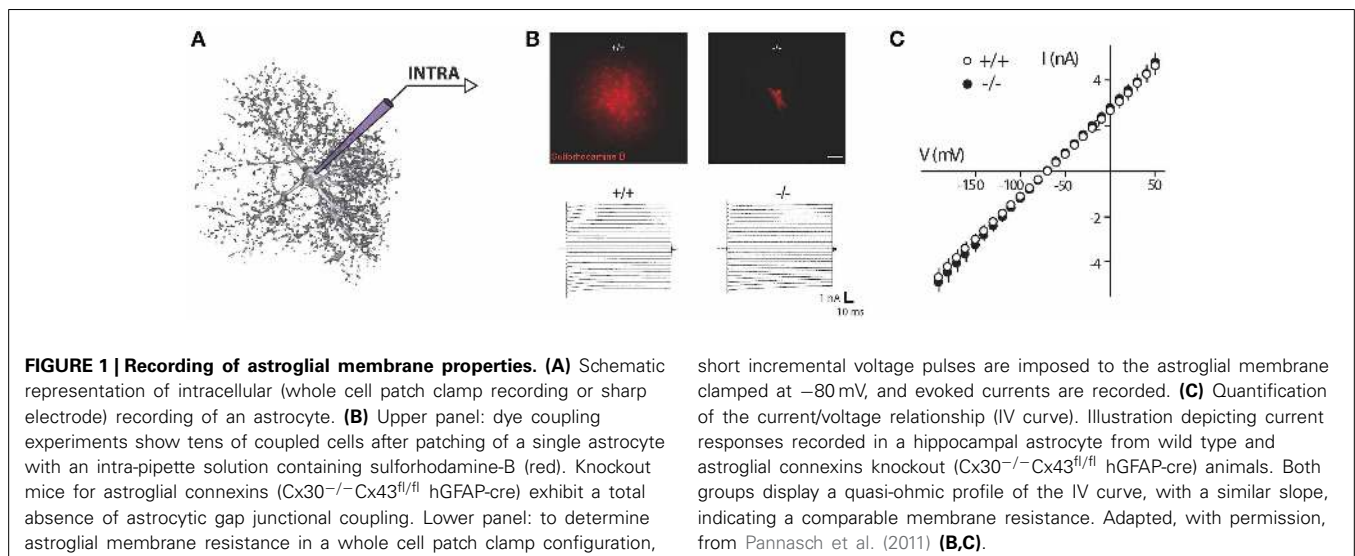 A
INTRA
B
+/+
-/-
Sulforhodamine B
+/+
-/-
1 nA
10 ms
C
+/+
-/-
I (nA)
4
2
V (mV)
-150
-100
-50
50
-2
-4
FIGURE 1 | Recording of astroglial membrane properties. (A) Schematic
representation of intracellular (whole cell patch clamp recording or sharp
electrode) recording of an astrocyte. (B) Upper panel: dye coupling
experiments show tens of coupled cells after patching of a single astrocyte
with an intra-pipette solution containing sulforhodamine-B (red). Knockout
mice for astroglial connexins (Cx30−/−Cx43fl/fl hGFAP-cre) exhibit a total
absence of astrocytic gap junctional coupling. Lower panel: to determine
astroglial membrane resistance in a whole cell patch clamp configuration,
short incremental voltage pulses are imposed to the astroglial membrane
clamped at −80 mV, and evoked currents are recorded. (C) Quantification
of the current/voltage relationship (IV curve). Illustration depicting current
responses recorded in a hippocampal astrocyte from wild type and
astroglial connexins knockout (Cx30−/−Cx43fl/fl hGFAP-cre) animals. Both
groups display a quasi-ohmic profile of the IV curve, with a similar slope,
indicating a comparable membrane resistance. Adapted, with permission,
from Pannasch et al. (2011) (B,C).